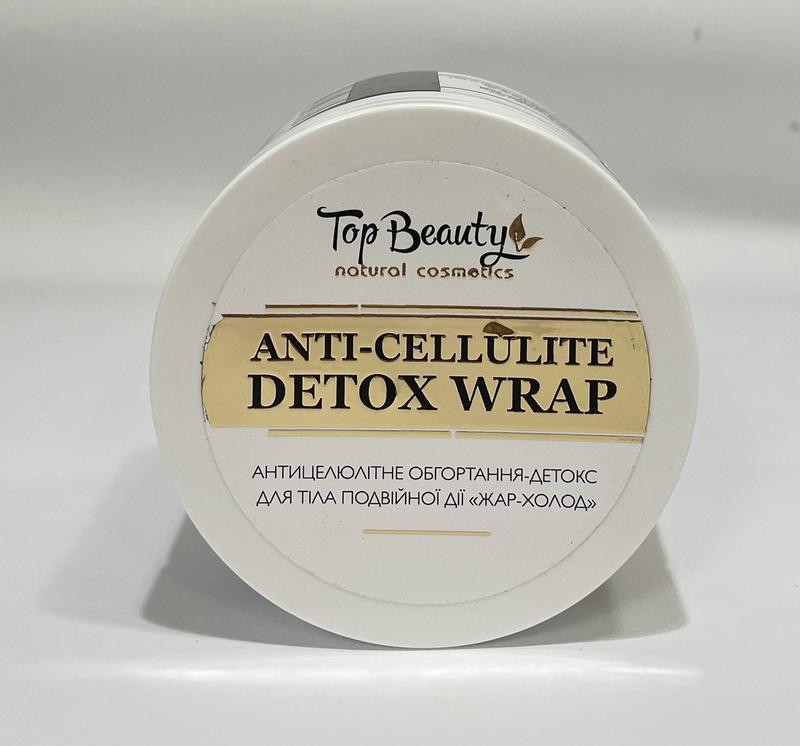 Top Beauty
natural cosmetics
ANTI-CELLULITE
DETOX WRAP
АНТИЦЕЛЮЛІТНЕ ОБГОРТАННЯ-ДЕТОКС
ДЛЯ ТІЛА ПОДВІЙНОЇ ДІЇ «ЖАР-ХОЛОД»